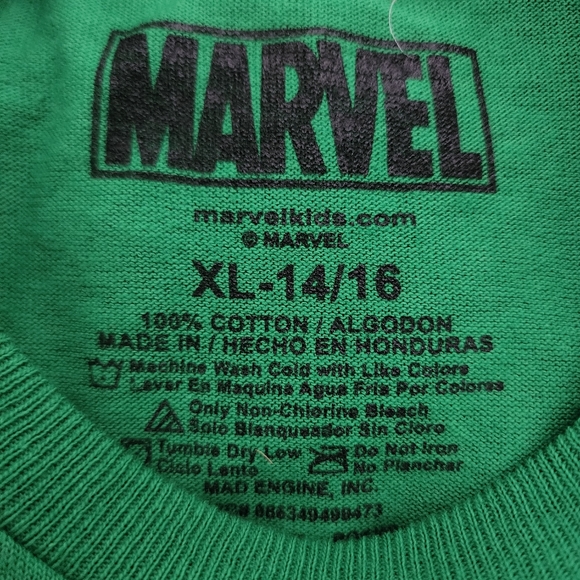 MARVEL
marvelkids.com
© MARVEL
XL-14/16
100% COTTON / ALGODON
MADE IN / HECHO EN HONDURAS
Machine Wash Cold with Like Colors
Lavar En Maquina Agua Fria Por Colores
Only Non-Chlorine Bleach
Solo Blanqueador Sin Cloro
Tumble Dry Low Do Not Iron
Ciclo Lento No Planchar
MAD ENGINE, INC.